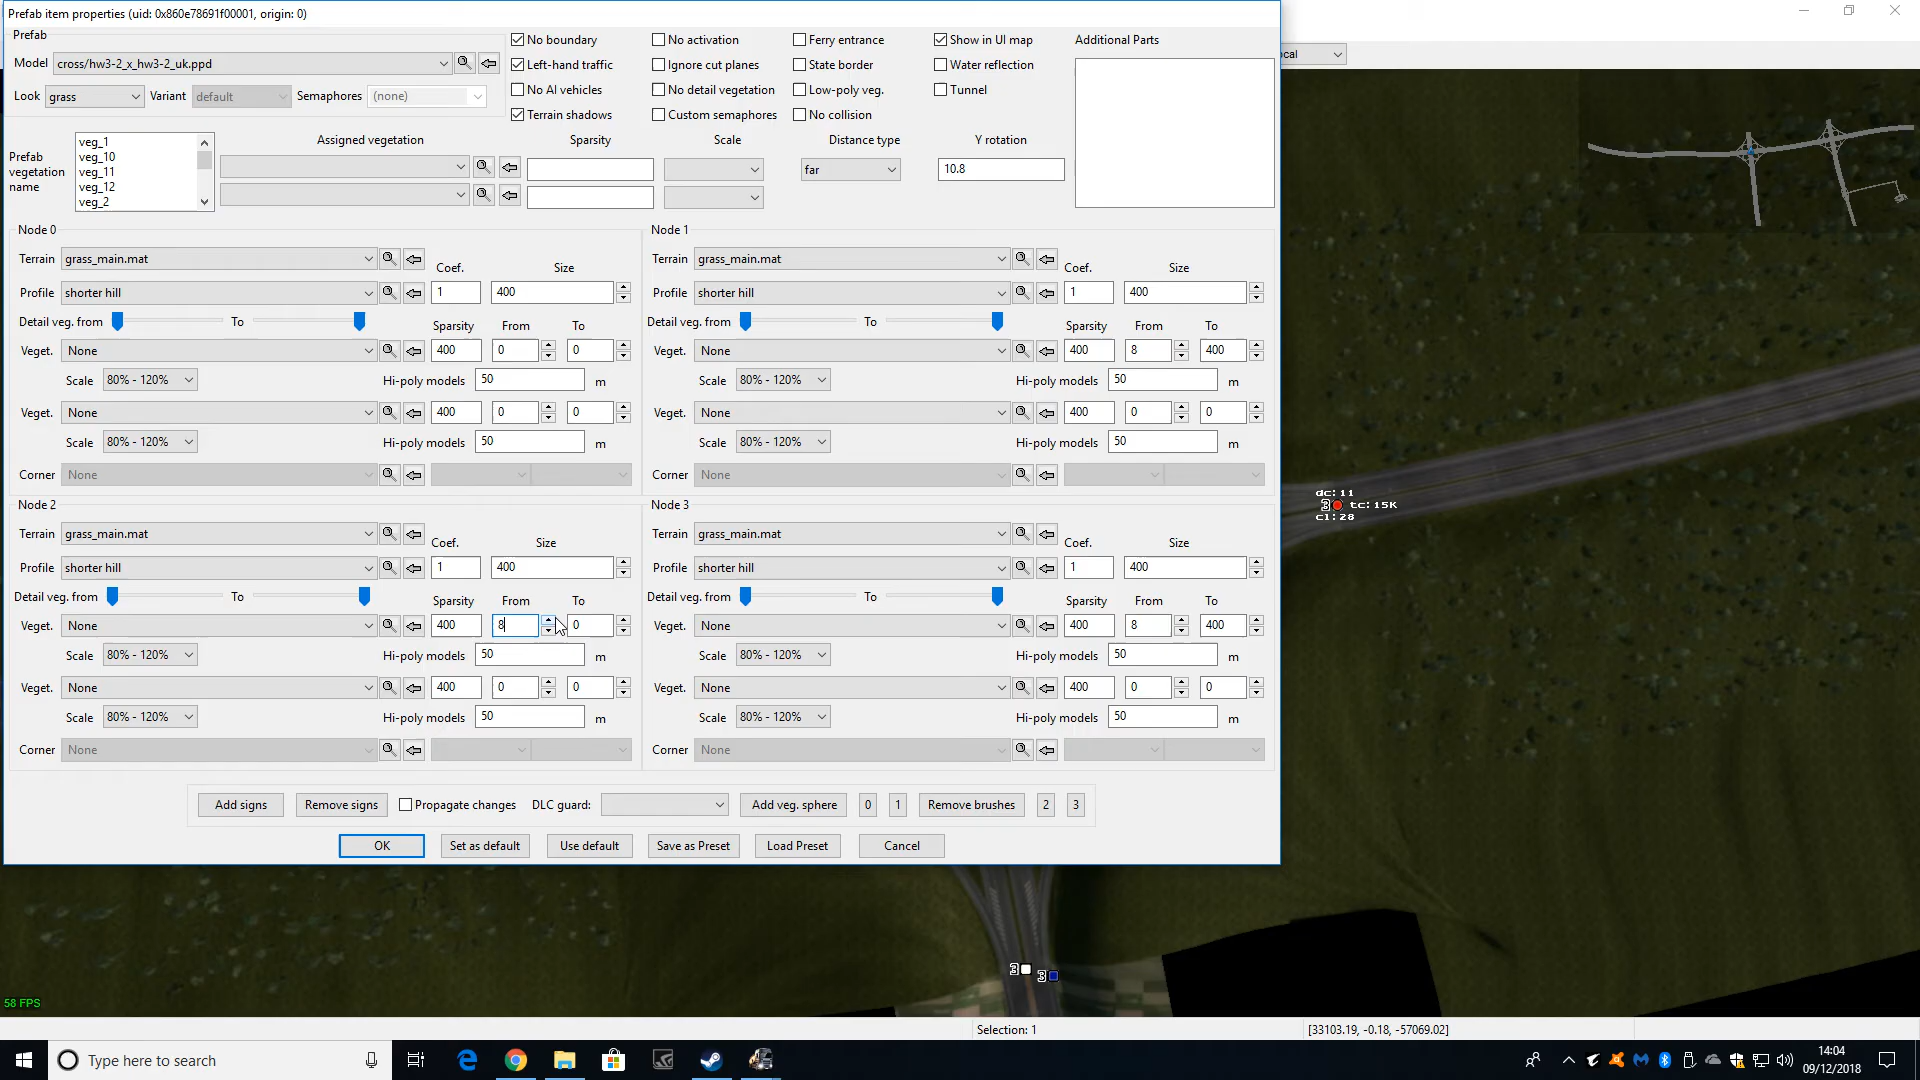 Prefab item properties (uid: 0x860e78691f00001, origin: 0)
Prefab
Model cross/hw3-2_x_hw3-2_uk.ppd
Look grass Variant default Semaphores (none)
No boundary No activation Ferry entrance Show in UI map
Left-hand traffic Ignore cut planes State border Water reflection
No AI vehicles No detail vegetation Low-poly veg. Tunnel
Terrain shadows Custom semaphores No collision
Additional Parts
cal
Prefab vegetation name
veg_1
veg_10
veg_11
veg_12
veg_2
Assigned vegetation Sparsity Scale Distance type Y rotation
far 10.8
Node 0
Terrain grass_main.mat Coef. Size
Profile shorter hill 1 400
Detail veg. from To Sparsity From To
Veget. None 400 0 0
Scale 80% - 120% Hi-poly models 50 m
Veget. None 400 0 0
Scale 80% - 120% Hi-poly models 50 m
Corner None
Node 1
Terrain grass_main.mat Coef. Size
Profile shorter hill 1 400
Detail veg. from To Sparsity From To
Veget. None 400 8 400
Scale 80% - 120% Hi-poly models 50 m
Veget. None 400 0 0
Scale 80% - 120% Hi-poly models 50 m
Corner None
Node 2
Terrain grass_main.mat Coef. Size
Profile shorter hill 1 400
Detail veg. from To Sparsity From To
Veget. None 400 8 0
Scale 80% - 120% Hi-poly models 50 m
Veget. None 400 0 0
Scale 80% - 120% Hi-poly models 50 m
Corner None
Node 3
Terrain grass_main.mat Coef. Size
Profile shorter hill 1 400
Detail veg. from To Sparsity From To
Veget. None 400 8 400
Scale 80% - 120% Hi-poly models 50 m
Veget. None 400 0 0
Scale 80% - 120% Hi-poly models 50 m
Corner None
Add signs Remove signs Propagate changes DLC guard: Add veg. sphere 0 1 Remove brushes 2 3
OK Set as default Use default Save as Preset Load Preset Cancel
dc:11
3 tc:15K
cl:28
3 3
58 FPS
Selection: 1 [33103.19, -0.18, -57069.02]
Type here to search
14:04
09/12/2018